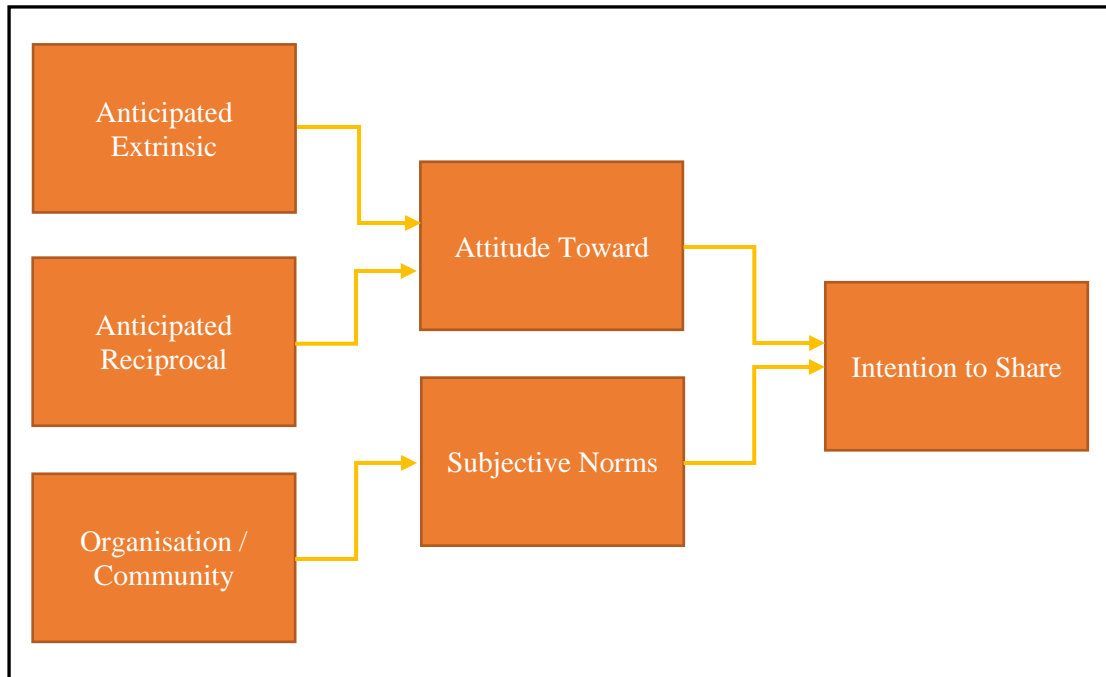 Anticipated
Extrinsic
Anticipated
Reciprocal
Organisation /
Community
Attitude Toward
Subjective Norms
Intention to Share